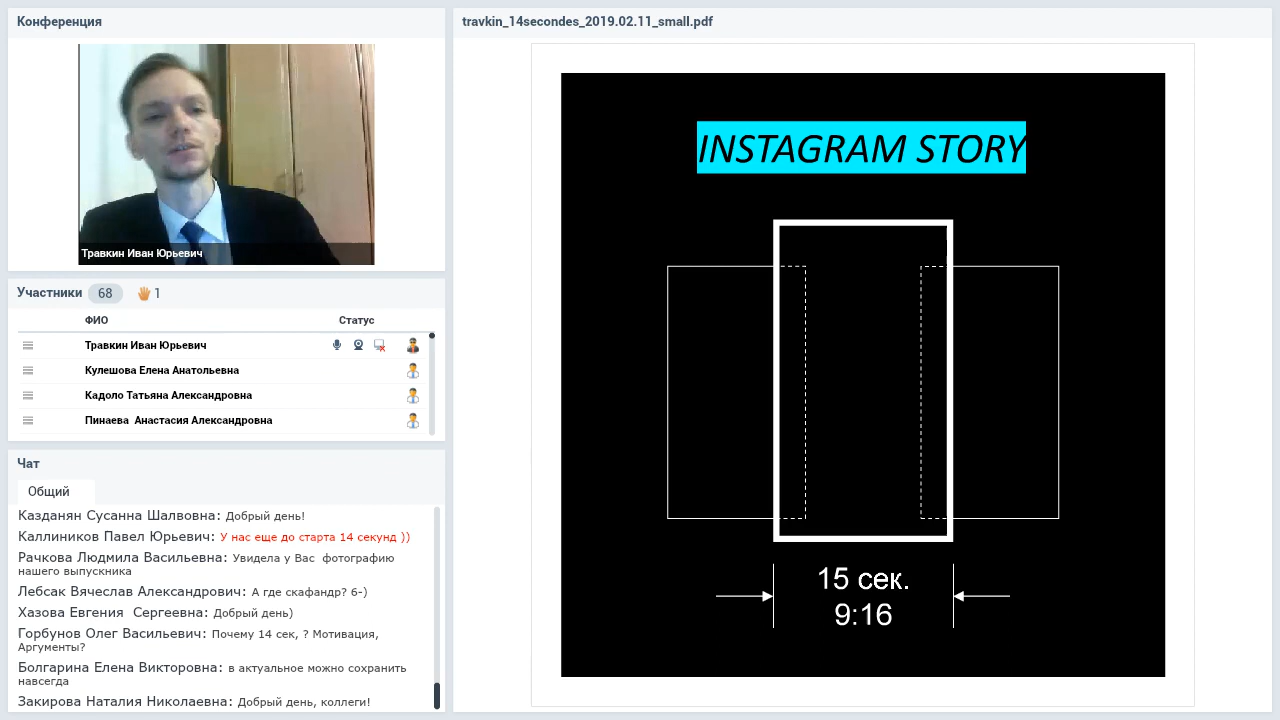 Конференция
Травкин Иван Юрьевич
Участники 68 1
ФИО Статус
Травкин Иван Юрьевич
Кулешова Елена Анатольевна
Кадоло Татьяна Александровна
Пинаева Анастасия Александровна
Чат
Общий
Казданян Сусанна Шалвовна: Добрый день!
Каллиников Павел Юрьевич: У нас еще до старта 14 секунд ))
Рачкова Людмила Васильевна: Увидела у Вас фотографию
нашего выпускника
Лебсак Вячеслав Александрович: А где скафандр? 6-)
Хазова Евгения Сергеевна: Добрый день)
Горбунов Олег Васильевич: Почему 14 сек, ? Мотивация,
Аргументы?
Болгарина Елена Викторовна: в актуальное можно сохранить
навсегда
Закирова Наталия Николаевна: Добрый день, коллеги!
travkin_14secondes_2019.02.11_small.pdf
INSTAGRAM STORY
15 сек.
9:16